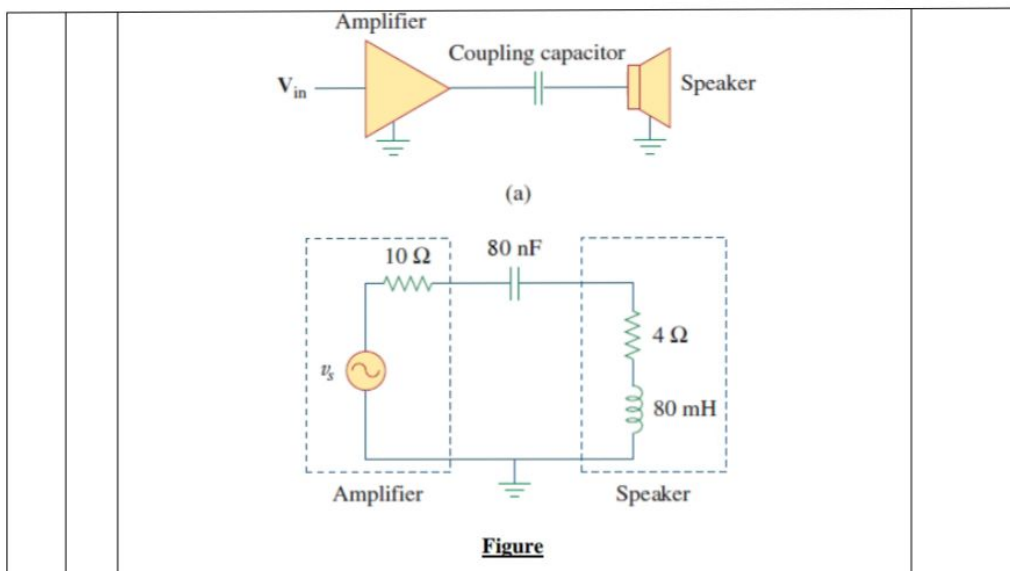 Amplifier
Coupling capacitor
Vin
Speaker
(a)
10 Ω
80 nF
4 Ω
vs
80 mH
Amplifier
Speaker
Figure